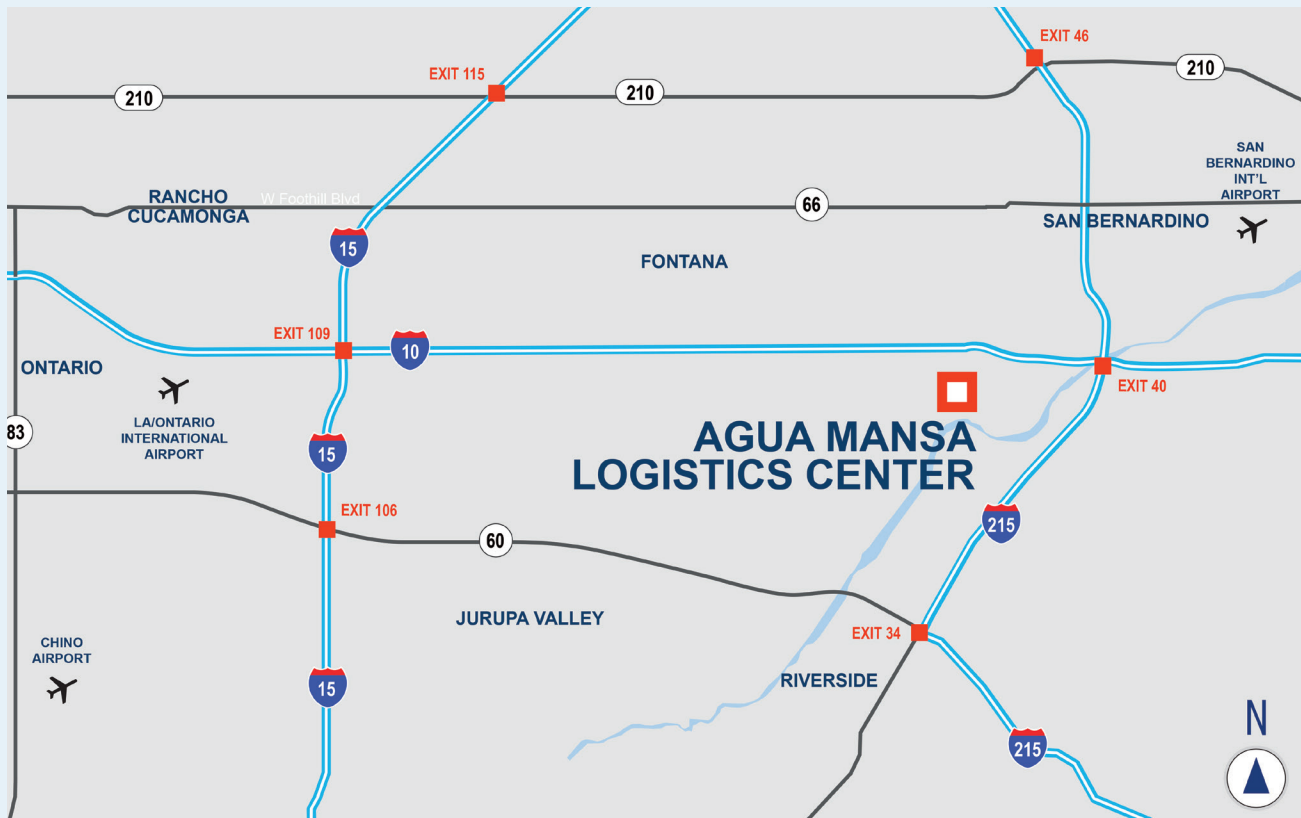 EXIT 46
EXIT 115
210
210
210
SAN
BERNARDINO
INT'L
AIRPORT
RANCHO
CUCAMONGA
W Foothill Blvd
66
SAN BERNARDINO
15
FONTANA
EXIT 109
10
ONTARIO
EXIT 40
LA/ONTARIO
INTERNATIONAL
AIRPORT
83
15
AGUA MANSA
LOGISTICS CENTER
EXIT 106
215
60
JURUPA VALLEY
EXIT 34
CHINO
AIRPORT
15
RIVERSIDE
N
215